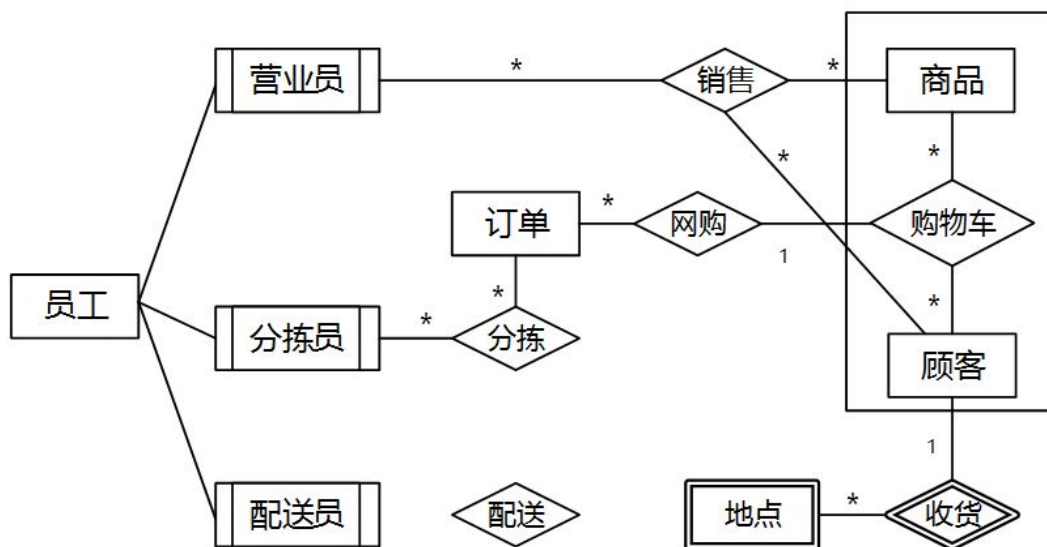 营业员
*
销售
*
商品
*
*
订单
*
网购
1
购物车
*
*
员工
分拣员
*
分拣
顾客
1
配送员
配送
地点
*
收货